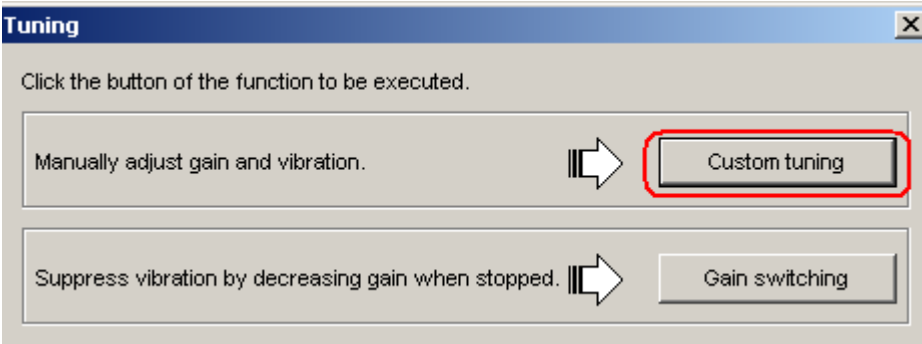 Tuning
Click the button of the function to be executed.
Manually adjust gain and vibration.
Custom tuning
Suppress vibration by decreasing gain when stopped.
Gain switching